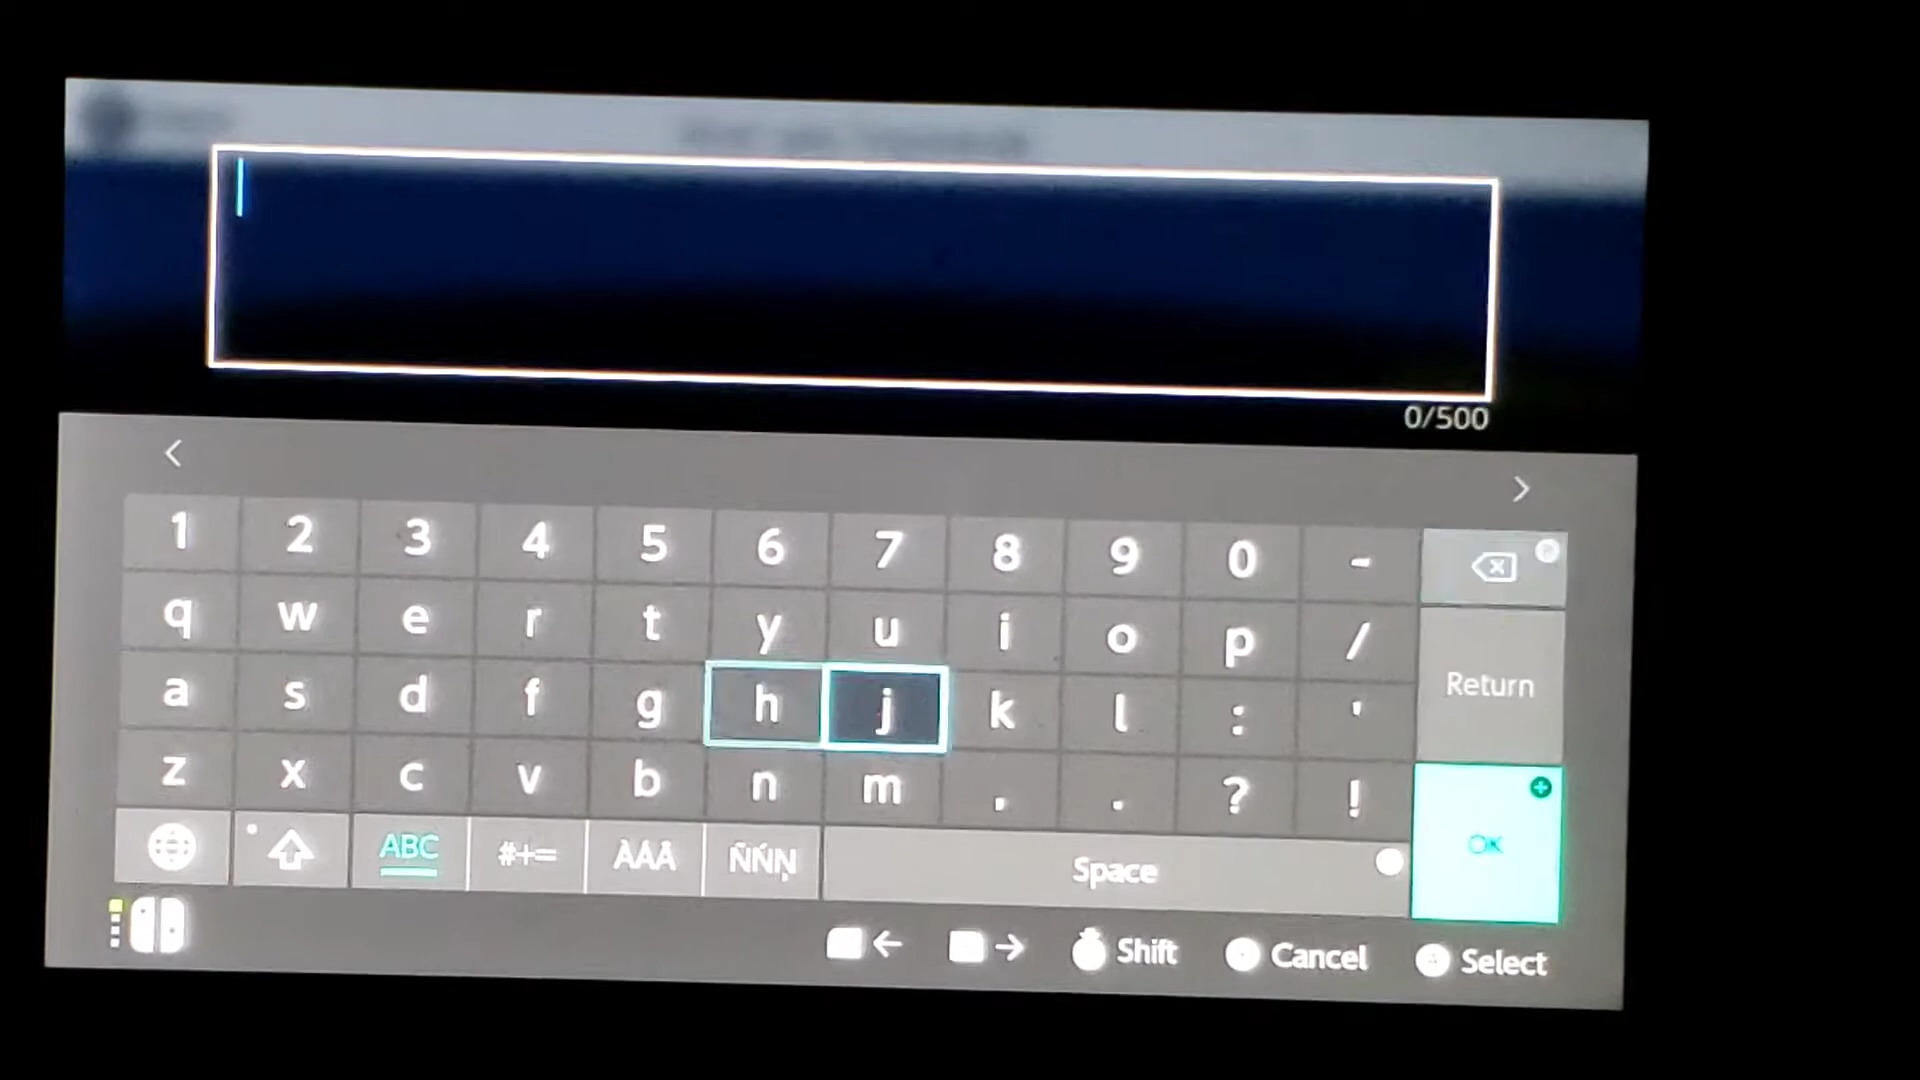 0/500
1 2 3 4 5 6 7 8 9 0 -
q w e r t y u i o p /
a s d f g h j k l : ' Return
z x c v b n m , . ? ! OK
ABC #+= ÀÁÂ ÑŃŅ Space
Shift Cancel Select